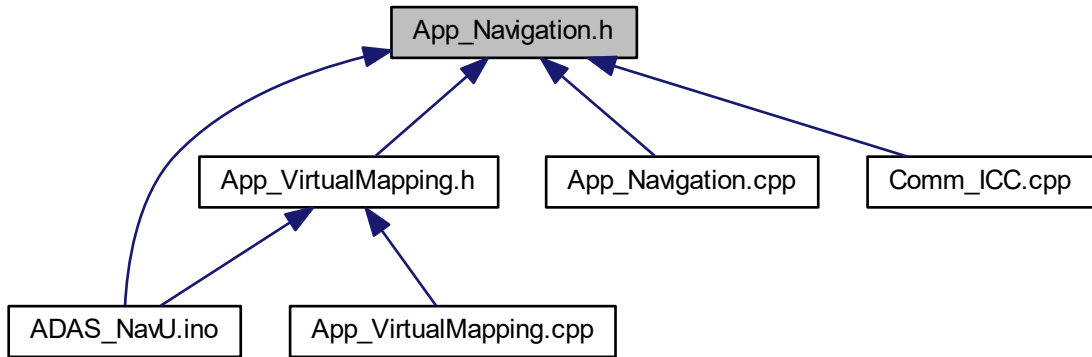 App_Navigation.h
App_VirtualMapping.h
App_Navigation.cpp
Comm_ICC.cpp
ADAS_NavU.ino
App_VirtualMapping.cpp